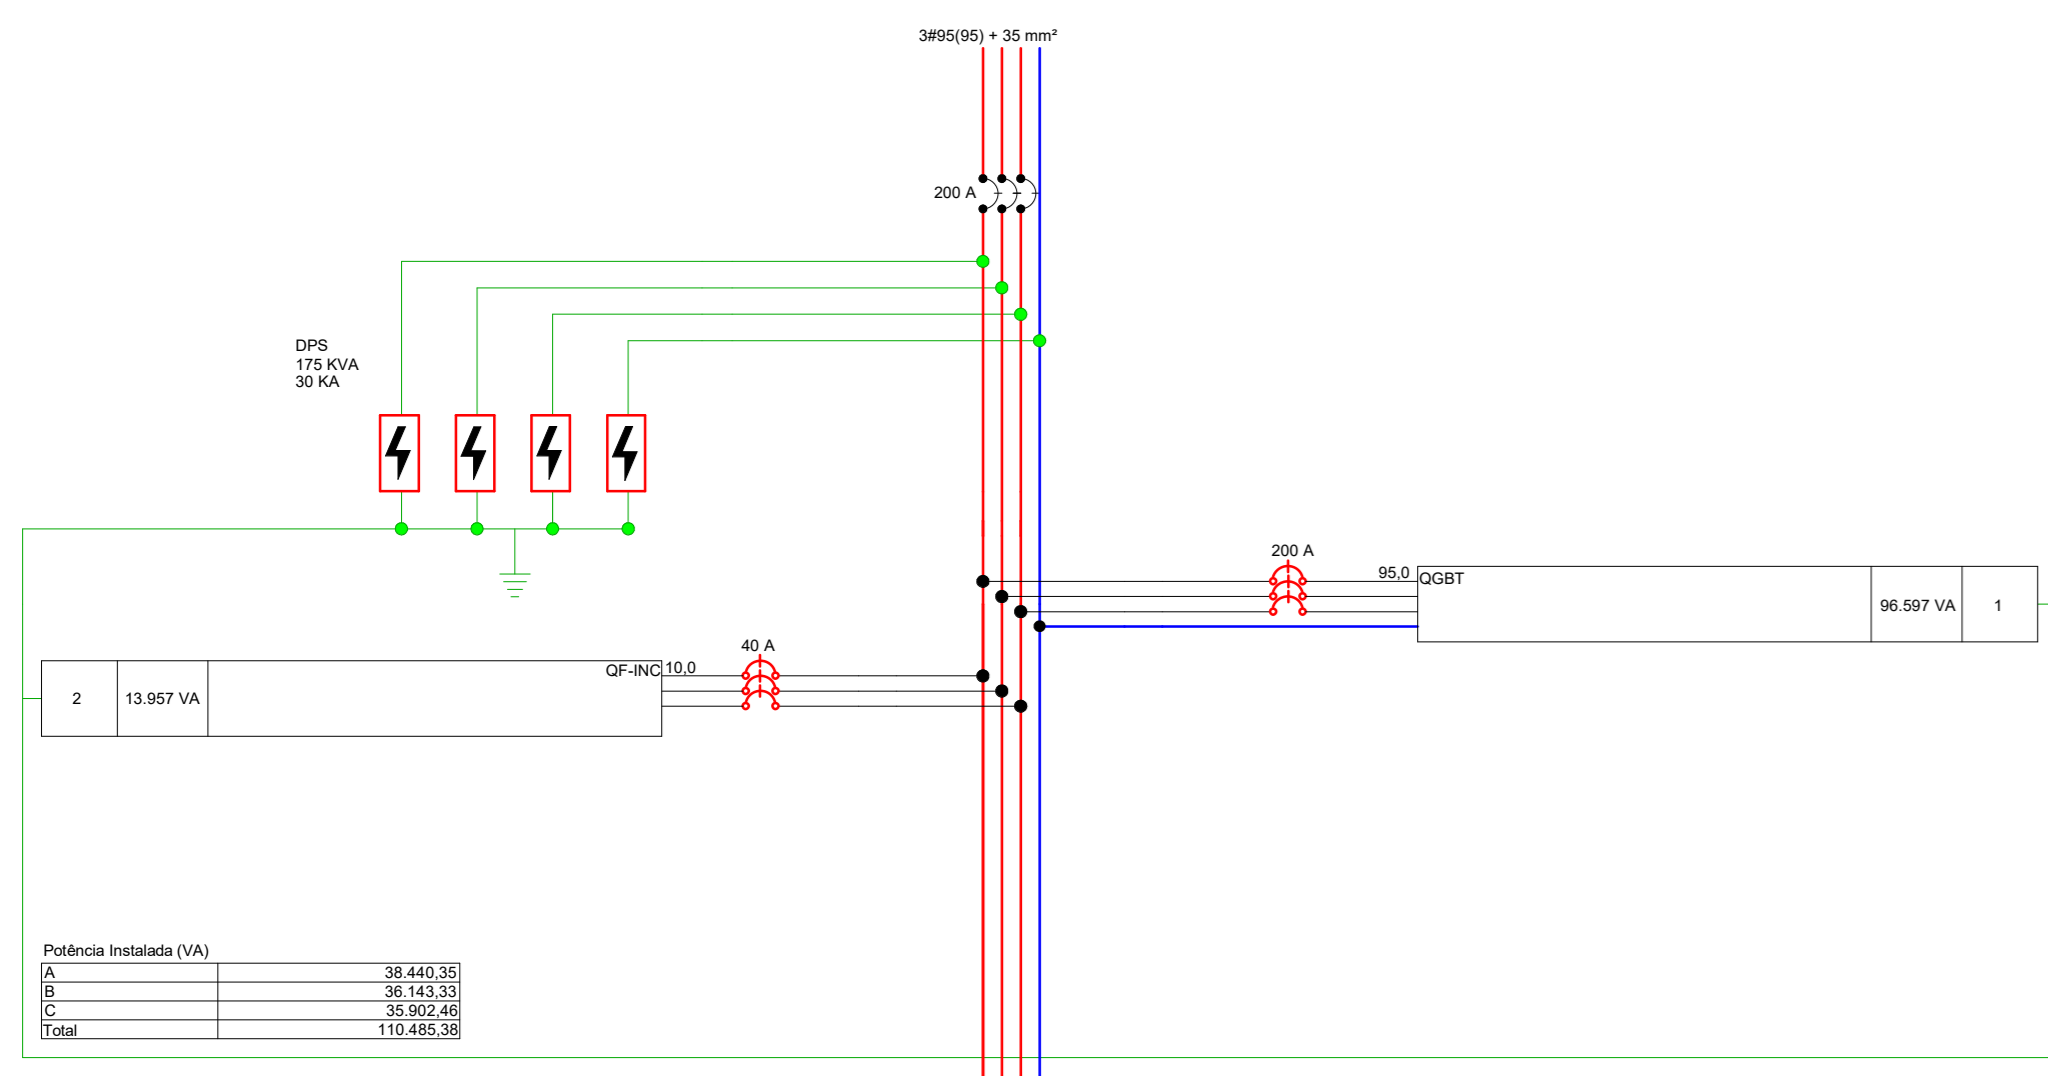 3#95(95) + 35 mm²
200 A
DPS
175 KVA
30 KA
200 A
95,0 QGBT
96.597 VA 1
40 A
2 13.957 VA QF-INC 10,0
Potência Instalada (VA)
A 38.440,35
B 36.143,33
C 35.902,46
Total 110.485,38